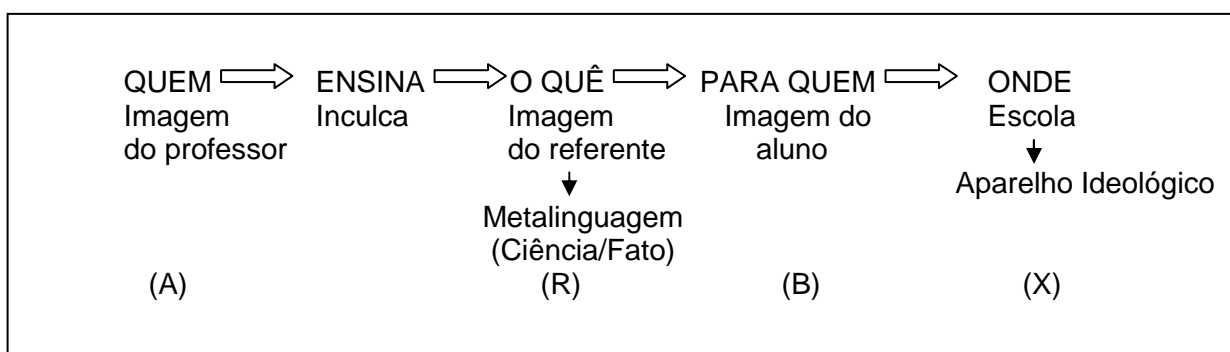 QUEM ENSINA O QUÊ PARA QUEM ONDE
Imagem Inculca Imagem Imagem do Escola
do professor do referente aluno
Aparelho Ideológico
Metalinguagem
(Ciência/Fato)
(A) (R) (B) (X)